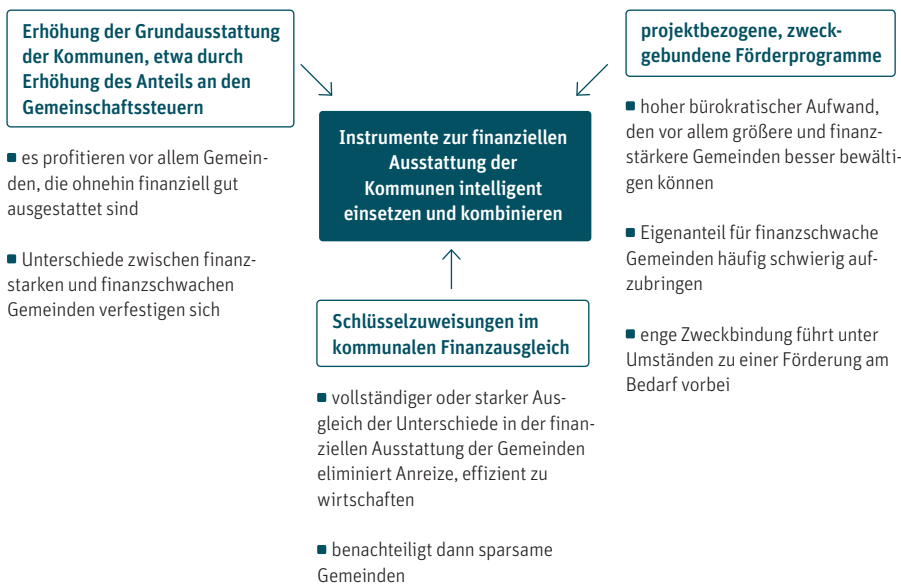 Erhöhung der Grundausstattung
der Kommunen, etwa durch
Erhöhung des Anteils an den
Gemeinschaftssteuern
■ es profitieren vor allem Gemein-
den, die ohnehin finanziell gut
ausgestattet sind
■ Unterschiede zwischen finanz-
starken und finanzschwachen
Gemeinden verfestigen sich
Instrumente zur finanziellen
Ausstattung der
Kommunen intelligent
einsetzen und kombinieren
Schlüsselzuweisungen im
kommunalen Finanzausgleich
■ vollständiger oder starker Aus-
gleich der Unterschiede in der finan-
ziellen Ausstattung der Gemeinden
eliminiert Anreize, effizient zu
wirtschaften
■ benachteiligt dann sparsame
Gemeinden
projektbezogene, zweck-
gebundene Förderprogramme
■ hoher bürokratischer Aufwand,
den vor allem größere und finanz-
stärkere Gemeinden besser bewälti-
gen können
■ Eigenanteil für finanzschwache
Gemeinden häufig schwierig auf-
zubringen
■ enge Zweckbindung führt unter
Umständen zu einer Förderung am
Bedarf vorbei